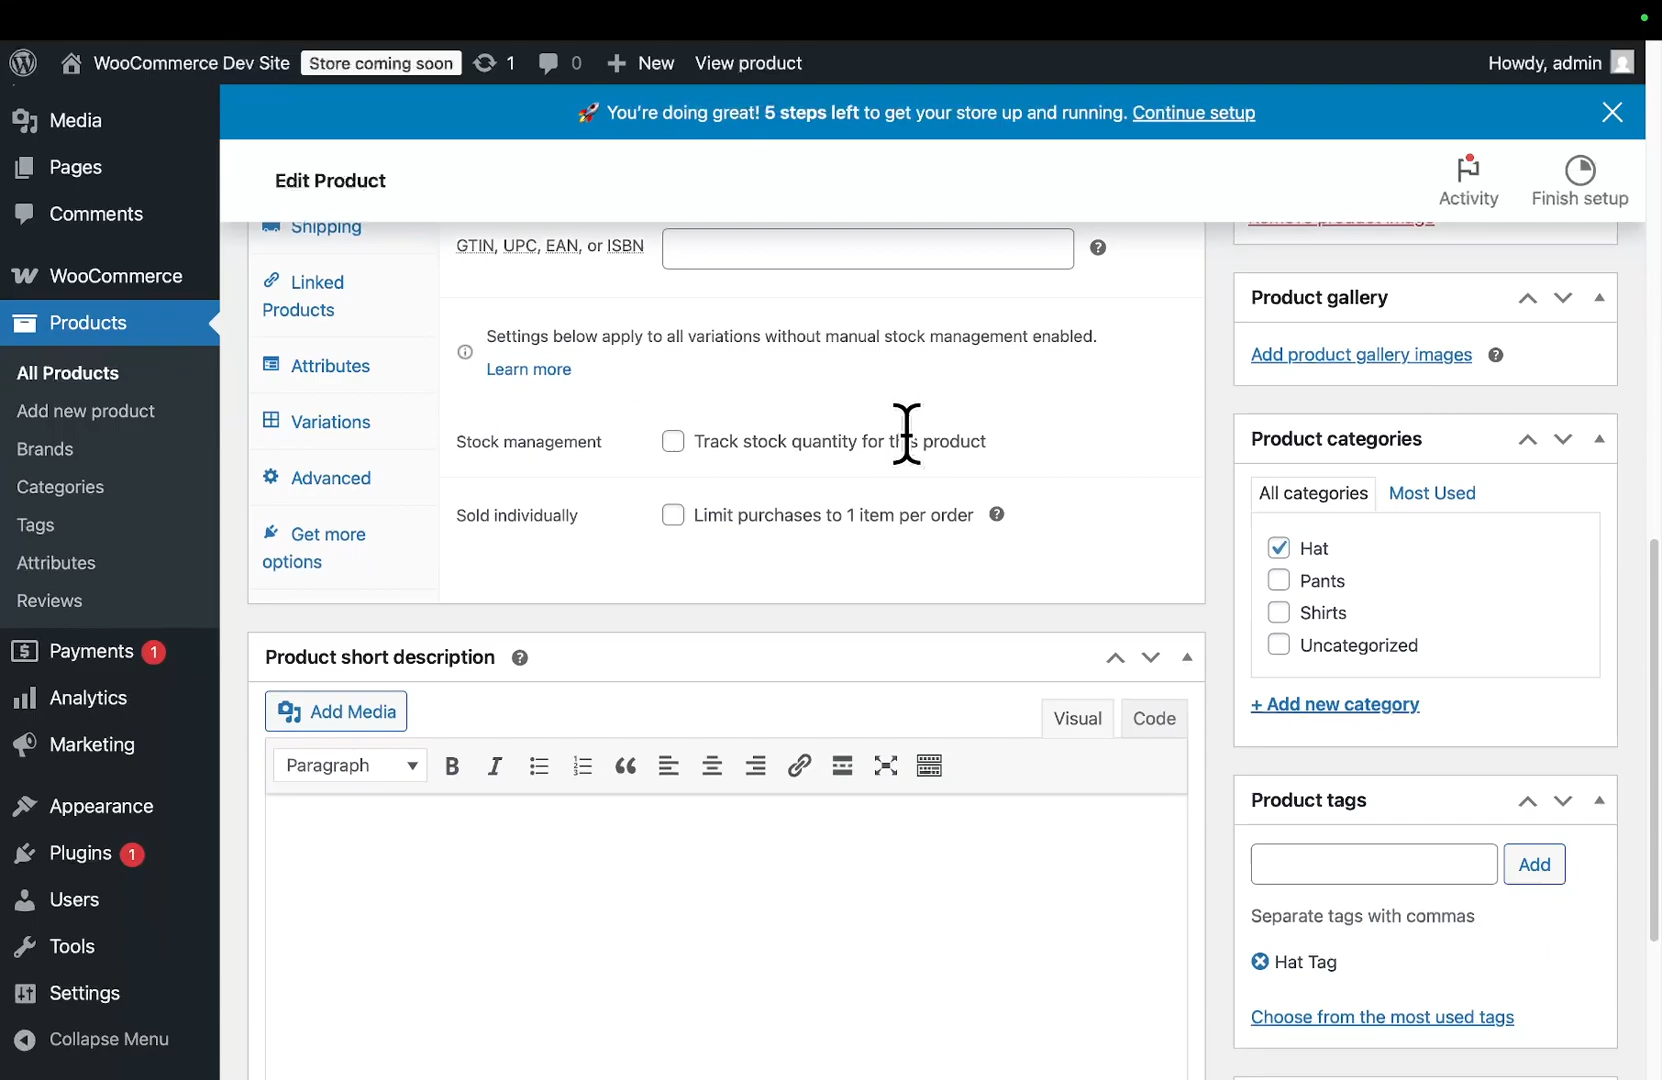 WooCommerce Dev Site
Store coming soon
1
0
New
View product
Howdy, admin
🚀 You're doing great! 5 steps left to get your store up and running. Continue setup
Edit Product
Activity
Finish setup
Media
Pages
Comments
WooCommerce
Products
All Products
Add new product
Brands
Categories
Tags
Attributes
Reviews
Payments 1
Analytics
Marketing
Appearance
Plugins 1
Users
Tools
Settings
Collapse Menu
Shipping
Linked
Products
Attributes
Variations
Advanced
Get more
options
GTIN, UPC, EAN, or ISBN
Settings below apply to all variations without manual stock management enabled.
Learn more
Stock management
Track stock quantity for this product
Sold individually
Limit purchases to 1 item per order
Product short description
Add Media
Visual
Code
Paragraph
Remove product image
Product gallery
Add product gallery images
Product categories
All categories
Most Used
Hat
Pants
Shirts
Uncategorized
+ Add new category
Product tags
Add
Separate tags with commas
Hat Tag
Choose from the most used tags